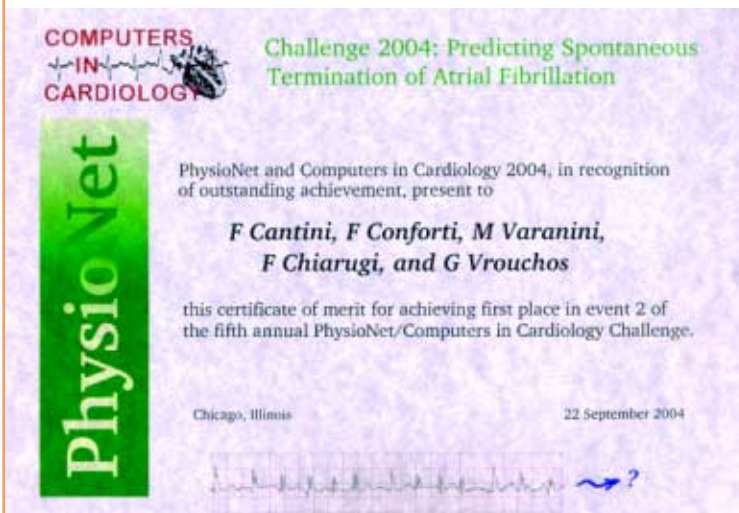 COMPUTERS
IN
CARDIOLOGY
Challenge 2004: Predicting Spontaneous
Termination of Atrial Fibrillation
PhysioNet
PhysioNet and Computers in Cardiology 2004, in recognition
of outstanding achievement, present to
F Cantini, F Conforti, M Varanini,
F Chiarugi, and G Vrouchos
this certificate of merit for achieving first place in event 2 of
the fifth annual PhysioNet/Computers in Cardiology Challenge.
Chicago, Illinois
22 September 2004
?